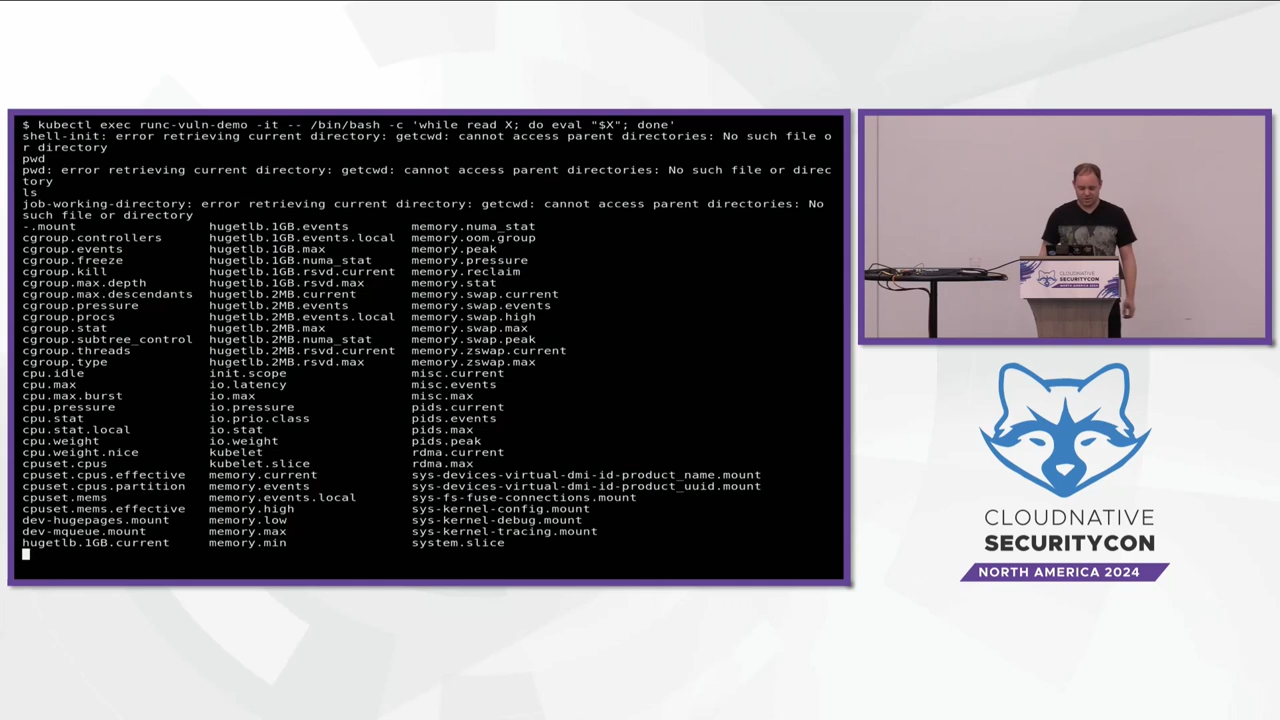 $ kubectl exec runc-vuln-demo -it -- /bin/bash -c 'while read X; do eval "$X"; done'
shell-init: error retrieving current directory: getcwd: cannot access parent directories: No such file o
r directory
pwd
pwd: error retrieving current directory: getcwd: cannot access parent directories: No such file or direc
tory
ls
job-working-directory: error retrieving current directory: getcwd: cannot access parent directories: No
such file or directory
-.mount hugetlb.1GB.events memory.numa_stat
cgroup.controllers hugetlb.1GB.events.local memory.oom.group
cgroup.events hugetlb.1GB.max memory.peak
cgroup.freeze hugetlb.1GB.numa_stat memory.pressure
cgroup.kill hugetlb.1GB.rsvd.current memory.reclaim
cgroup.max.depth hugetlb.1GB.rsvd.max memory.stat
cgroup.max.descendants hugetlb.2MB.current memory.swap.current
cgroup.pressure hugetlb.2MB.events memory.swap.events
cgroup.procs hugetlb.2MB.events.local memory.swap.high
cgroup.stat hugetlb.2MB.max memory.swap.max
cgroup.subtree_control hugetlb.2MB.numa_stat memory.swap.peak
cgroup.threads hugetlb.2MB.rsvd.current memory.zswap.current
cgroup.type hugetlb.2MB.rsvd.max memory.zswap.max
cpu.idle init.scope misc.current
cpu.max io.latency misc.events
cpu.max.burst io.max misc.max
cpu.pressure io.pressure pids.current
cpu.stat io.prio.class pids.events
cpu.stat.local io.stat pids.max
cpu.weight io.weight pids.peak
cpu.weight.nice kubelet rdma.current
cpuset.cpus kubelet.slice rdma.max
cpuset.cpus.effective memory.current sys-devices-virtual-dmi-id-product_name.mount
cpuset.cpus.partition memory.events sys-devices-virtual-dmi-id-product_uuid.mount
cpuset.mems memory.events.local sys-fs-fuse-connections.mount
cpuset.mems.effective memory.high sys-kernel-config.mount
dev-hugepages.mount memory.low sys-kernel-debug.mount
dev-mqueue.mount memory.max sys-kernel-tracing.mount
hugetlb.1GB.current memory.min system.slice
CLOUDNATIVE
SECURITYCON
NORTH AMERICA 2024
CLOUDNATIVE
SECURITYCON
NORTH AMERICA 2024